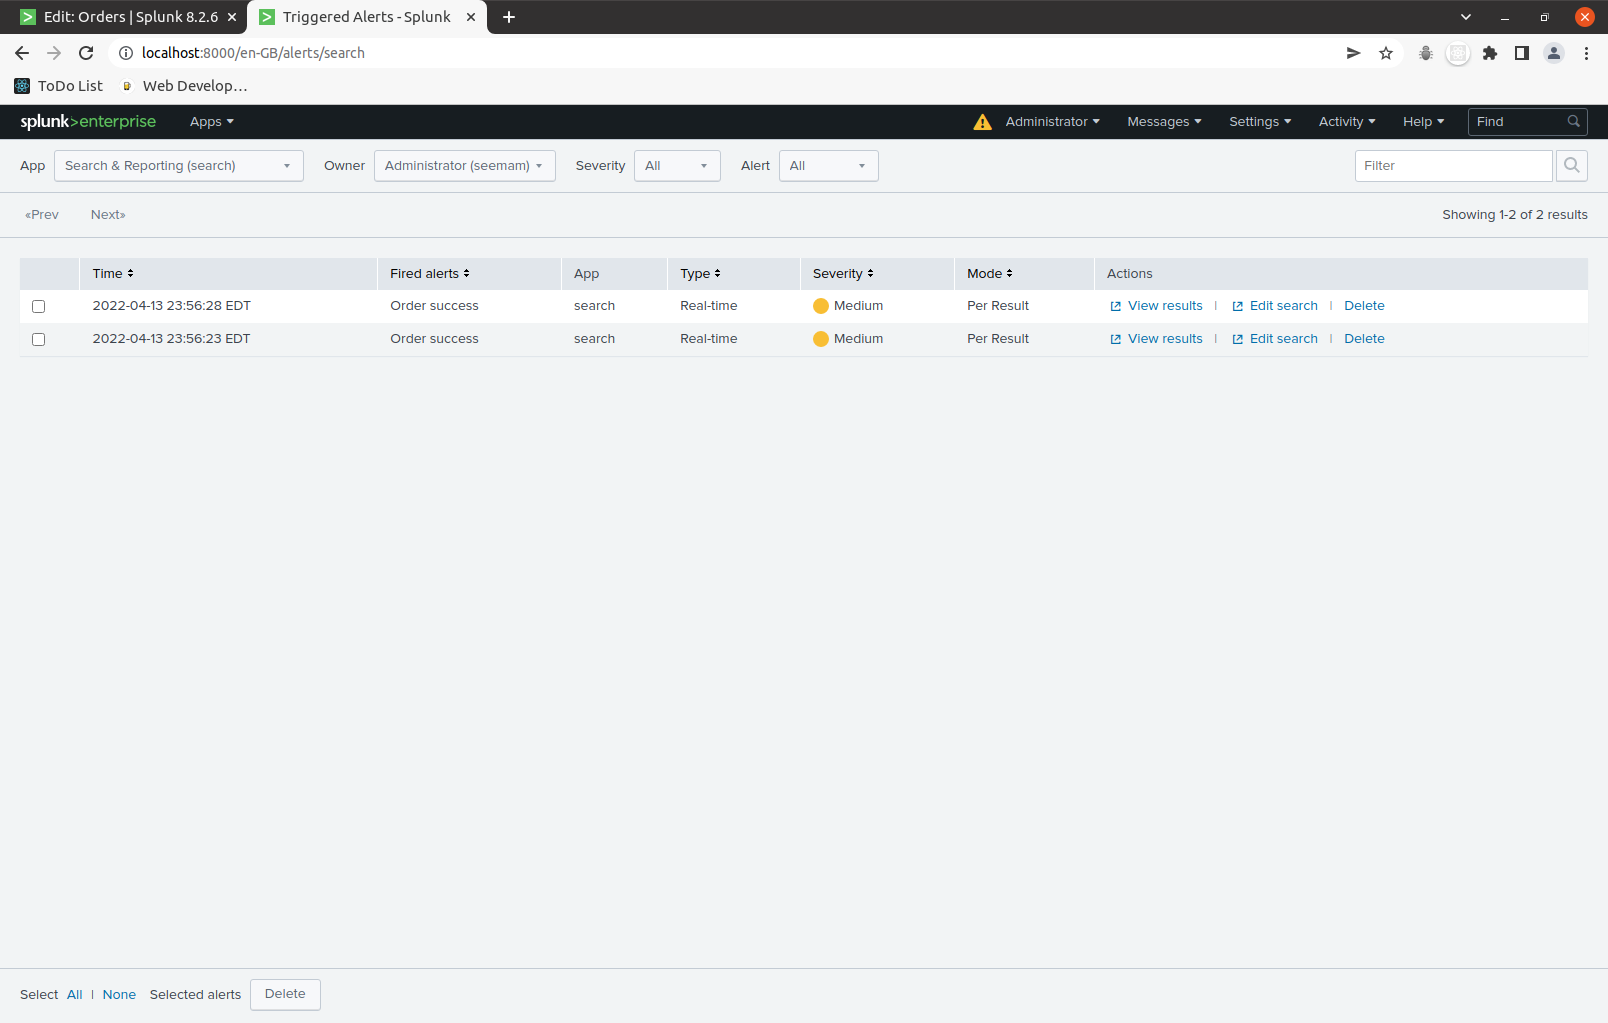 Edit: Orders | Splunk 8.2.6 Triggered Alerts - Splunk
localhost:8000/en-GB/alerts/search
ToDo List Web Develop…
splunk>enterprise Apps Administrator Messages Settings Activity Help Find
App Search & Reporting (search) Owner Administrator (seemam) Severity All Alert All Filter
«Prev Next» Showing 1-2 of 2 results
Time Fired alerts App Type Severity Mode Actions
2022-04-13 23:56:28 EDT Order success search Real-time Medium Per Result View results | Edit search | Delete
2022-04-13 23:56:23 EDT Order success search Real-time Medium Per Result View results | Edit search | Delete
Select All | None Selected alerts Delete